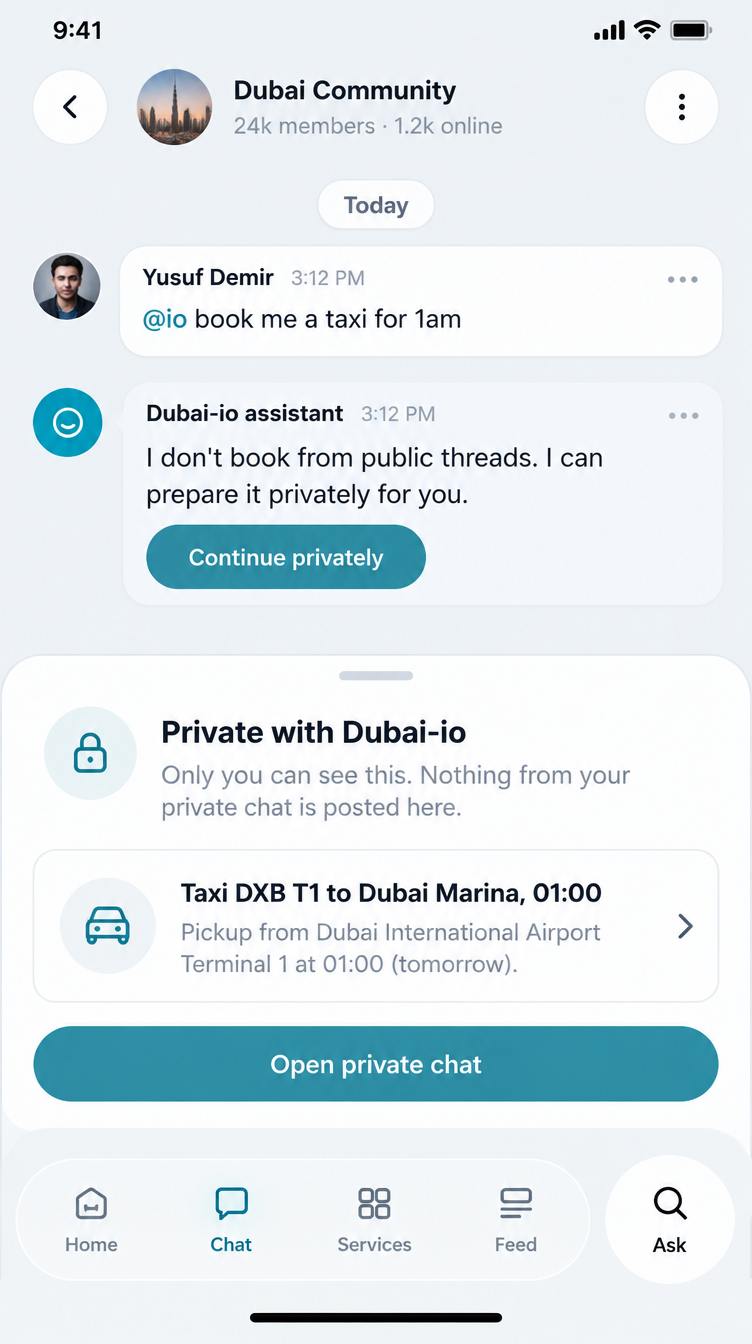 9:41
Dubai Community
24k members · 1.2k online
Today
Yusuf Demir 3:12 PM
@io book me a taxi for 1am
Dubai-io assistant 3:12 PM
I don't book from public threads. I can
prepare it privately for you.
Continue privately
Private with Dubai-io
Only you can see this. Nothing from your
private chat is posted here.
Taxi DXB T1 to Dubai Marina, 01:00
Pickup from Dubai International Airport
Terminal 1 at 01:00 (tomorrow).
Open private chat
Home
Chat
Services
Feed
Ask